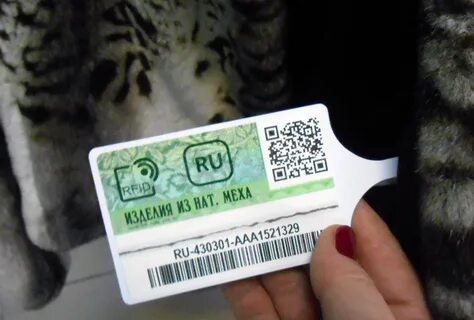 RFID
RU
ИЗДЕЛИЯ ИЗ НАТ. МЕХА
RU-430301-AAA1521329